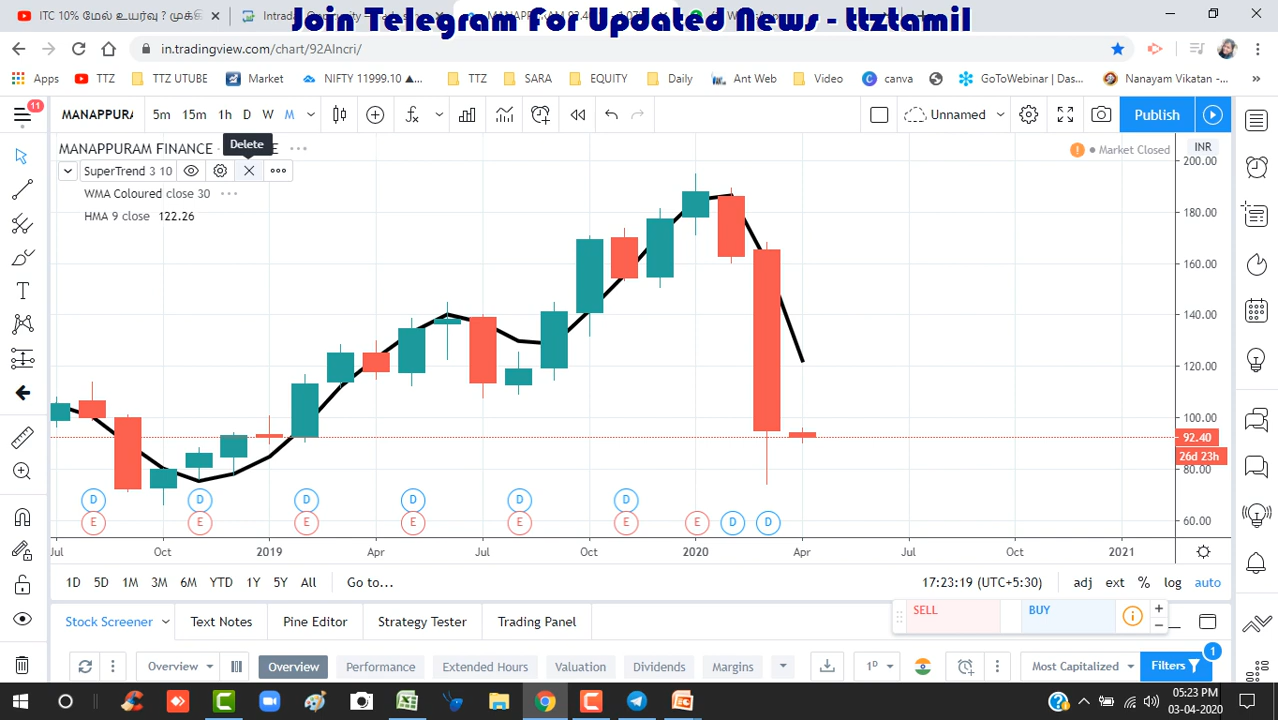 ITC 10% மேல் உயர்வு ? முகதி
Join Telegram For Updated News - ttztamil
in.tradingview.com/chart/92AIncri/
Apps TTZ TTZ UTUBE Market NIFTY 11999.10 ▲... TTZ SARA EQUITY Daily Ant Web Video canva GoToWebinar | Das... Nanayam Vikatan -... »
11
MANAPPURA 5m 15m 1h D W M Unnamed Publish
Delete
MANAPPURAM FINANCE
Market Closed
INR
SuperTrend 3 10
WMA Coloured close 30
HMA 9 close 122.26
200.00
180.00
160.00
140.00
120.00
100.00
92.40
26d 23h
80.00
60.00
D D D D D D D D
E E E E E E E
Jul Oct 2019 Apr Jul Oct 2020 Apr Jul Oct 2021
1D 5D 1M 3M 6M YTD 1Y 5Y All Go to... 17:23:19 (UTC+5:30) adj ext % log auto
SELL BUY
Stock Screener Text Notes Pine Editor Strategy Tester Trading Panel
1
Overview Overview Performance Extended Hours Valuation Dividends Margins 1D Most Capitalized Filters
05:23 PM
03-04-2020